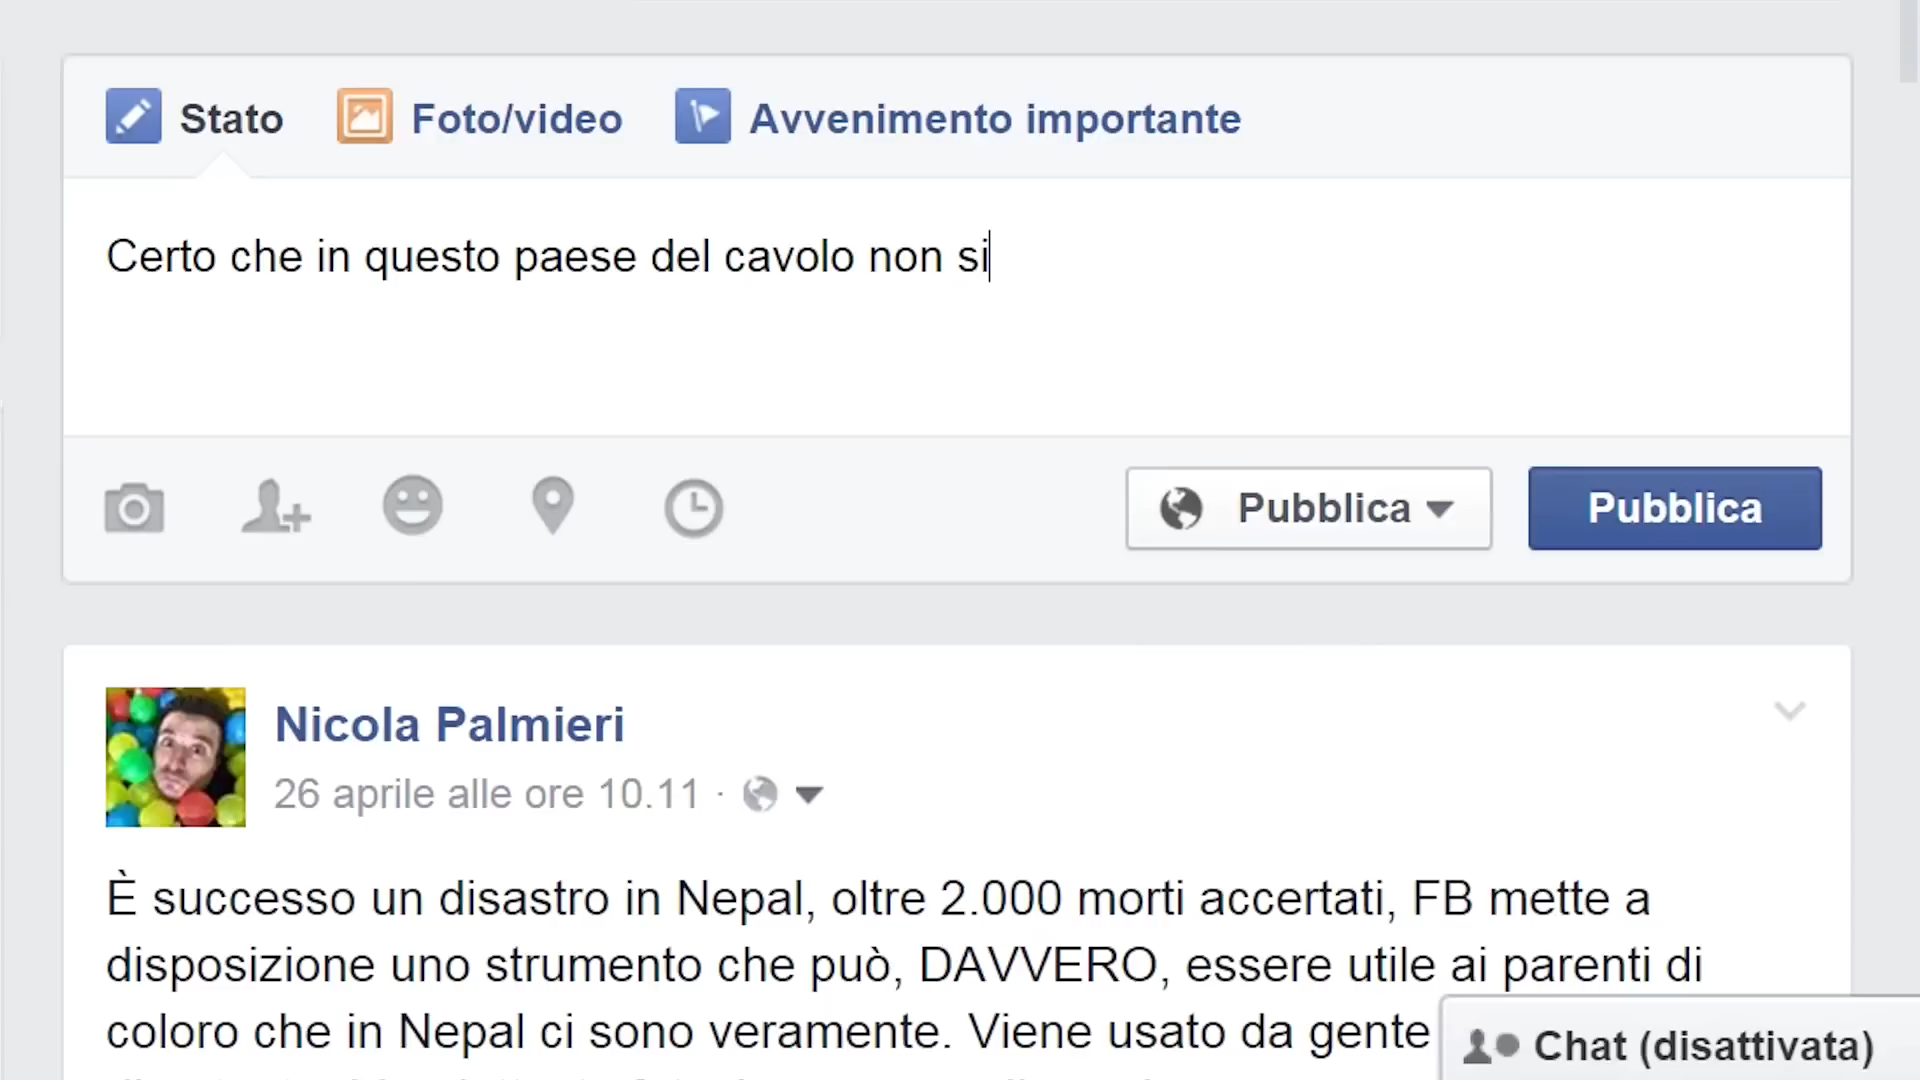 Stato Foto/video Avvenimento importante
Certo che in questo paese del cavolo non si
Pubblica Pubblica
Nicola Palmieri
26 aprile alle ore 10.11 ·
È successo un disastro in Nepal, oltre 2.000 morti accertati, FB mette a
disposizione uno strumento che può, DAVVERO, essere utile ai parenti di
coloro che in Nepal ci sono veramente. Viene usato da gente
Chat (disattivata)